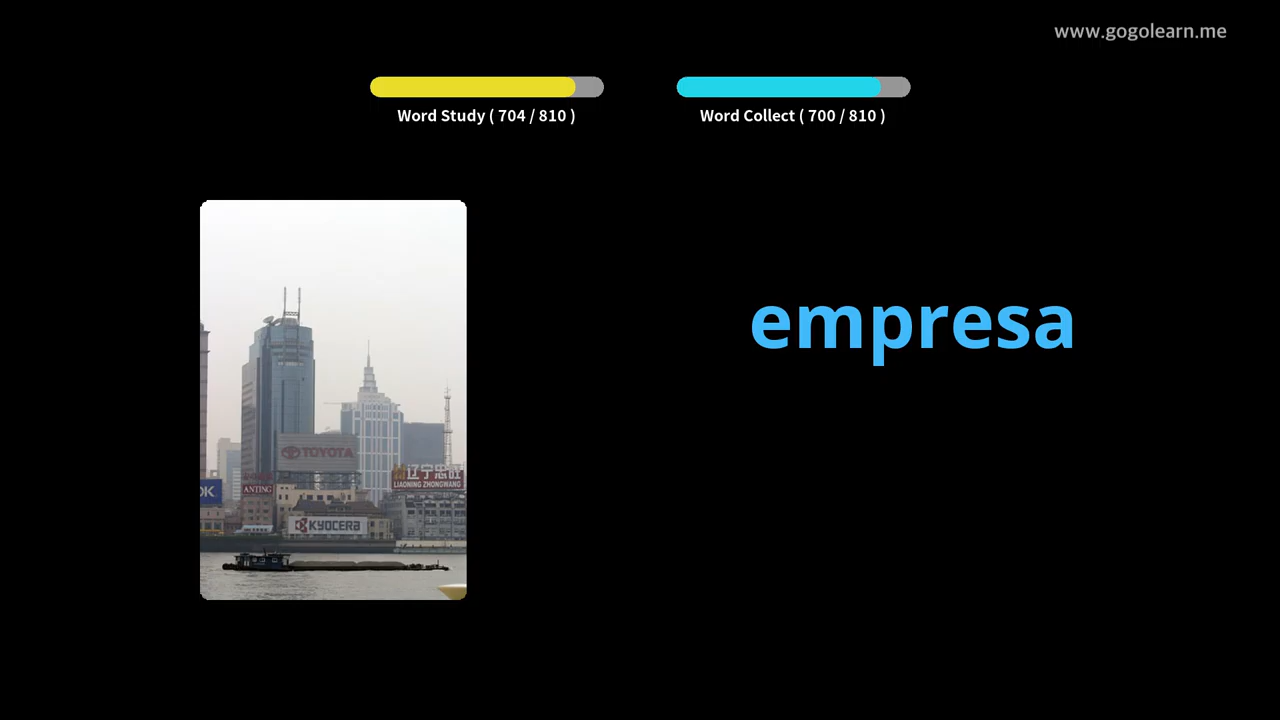 www.gogolearn.me
Word Study ( 704 / 810 )
Word Collect ( 700 / 810 )
empresa
TOYOTA
辽宁忠旺
LIAONING ZHONGWANG
OK
ANTING
KYOCERA